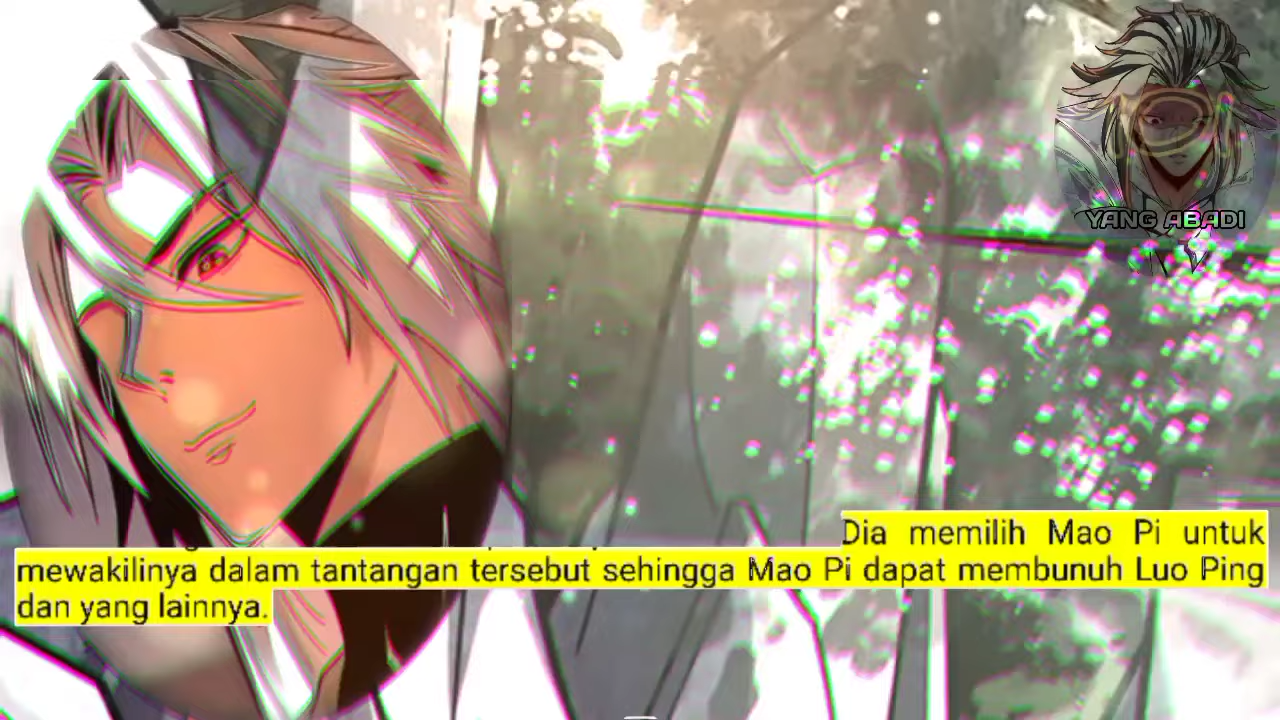 YANG ABADI
Dia memilih Mao Pi untuk
mewakilinya dalam tantangan tersebut sehingga Mao Pi dapat membunuh Luo Ping
dan yang lainnya.